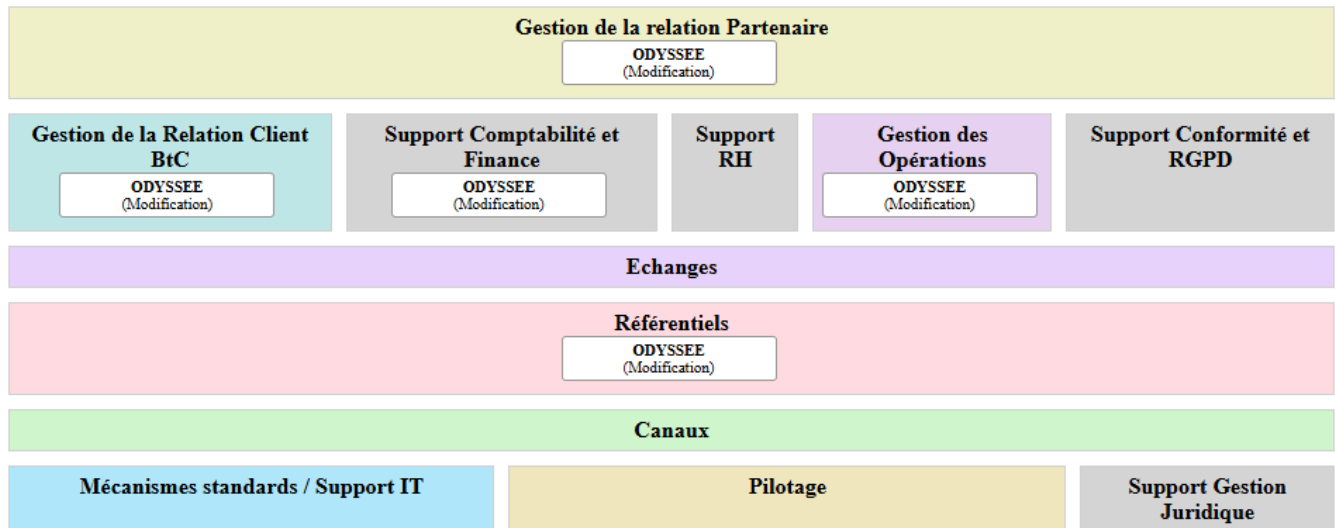 Gestion de la relation Partenaire
ODYSSEE
(Modification)
Gestion de la Relation Client
BtC
ODYSSEE
(Modification)
Support Comptabilité et
Finance
ODYSSEE
(Modification)
Support
RH
Gestion des
Opérations
ODYSSEE
(Modification)
Support Conformité et
RGPD
Echanges
Référentiels
ODYSSEE
(Modification)
Canaux
Mécanismes standards / Support IT
Pilotage
Support Gestion
Juridique